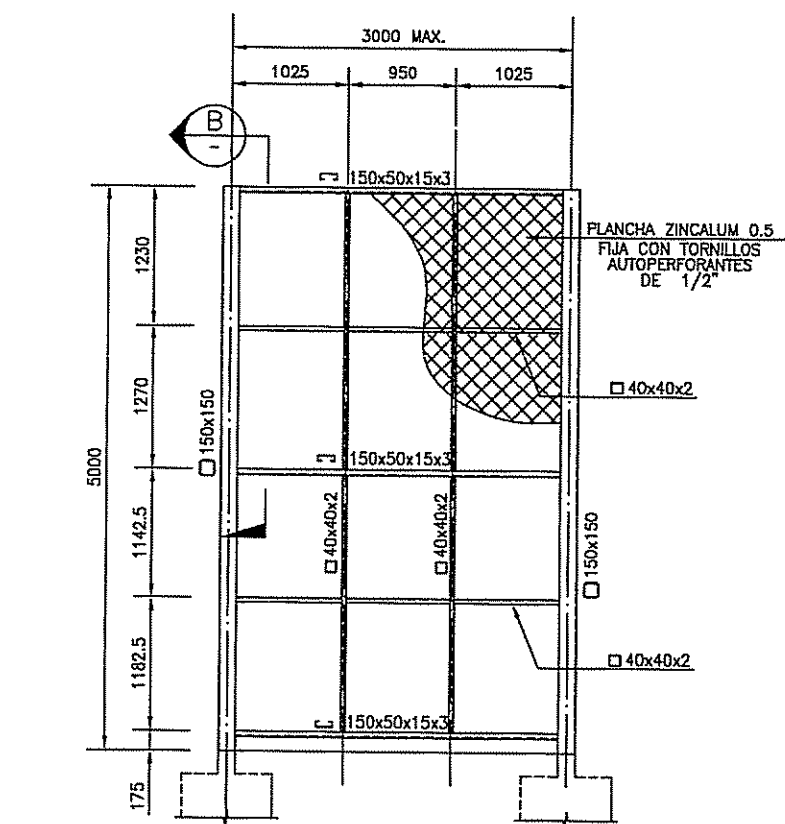 3000 MAX.
1025 950 1025
B
-
150x50x15x3
PLANCHA ZINCALUM 0.5
FIJA CON TORNILLOS
AUTOPERFORANTES
DE 1/2"
1230
40x40x2
1270
150x150
5000
150x50x15x3
40x40x2
40x40x2
1142.5
150x150
40x40x2
1182.5
150x50x15x3
175